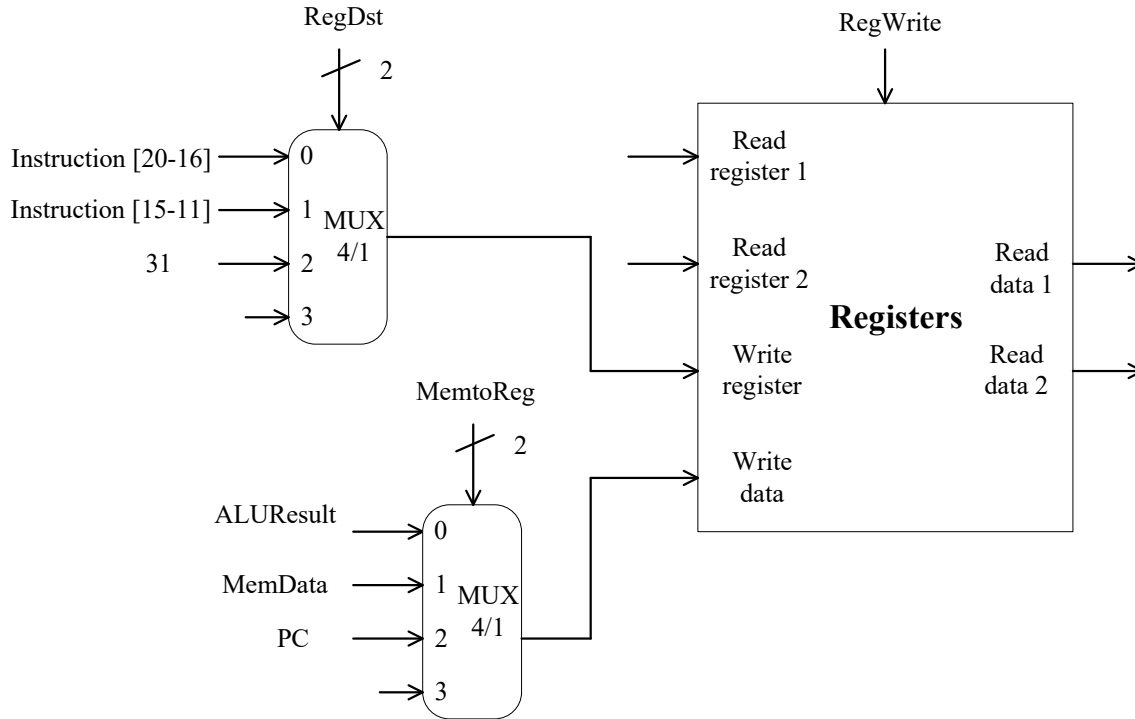 RegDst
2
RegWrite
Instruction [20-16]
0
Instruction [15-11]
1
31
2
3
MUX
4/1
Read
register 1
Read
register 2
Write
register
Write
data
Registers
Read
data 1
Read
data 2
MemtoReg
2
ALUResult
0
MemData
1
PC
2
3
MUX
4/1